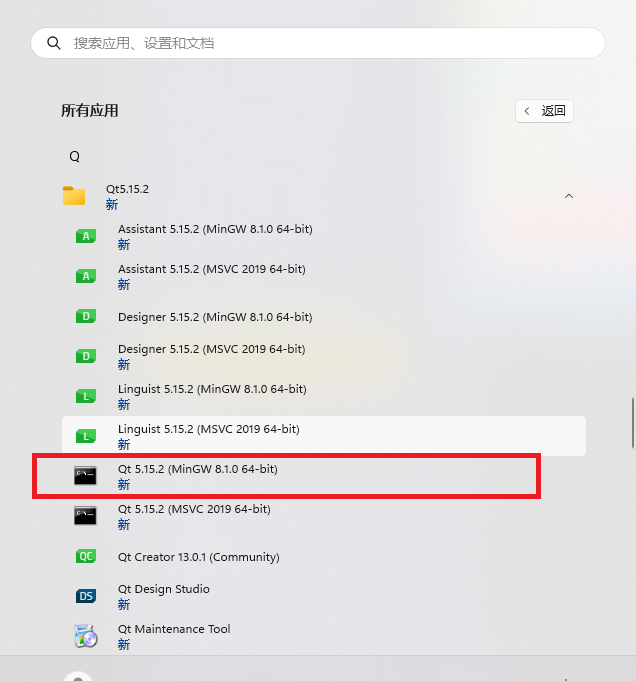 搜索应用、设置和文档
所有应用
返回
Q
Qt5.15.2
新
Assistant 5.15.2 (MinGW 8.1.0 64-bit)
新
Assistant 5.15.2 (MSVC 2019 64-bit)
新
Designer 5.15.2 (MinGW 8.1.0 64-bit)
Designer 5.15.2 (MSVC 2019 64-bit)
新
Linguist 5.15.2 (MinGW 8.1.0 64-bit)
新
Linguist 5.15.2 (MSVC 2019 64-bit)
新
Qt 5.15.2 (MinGW 8.1.0 64-bit)
新
Qt 5.15.2 (MSVC 2019 64-bit)
新
Qt Creator 13.0.1 (Community)
Qt Design Studio
新
Qt Maintenance Tool
新